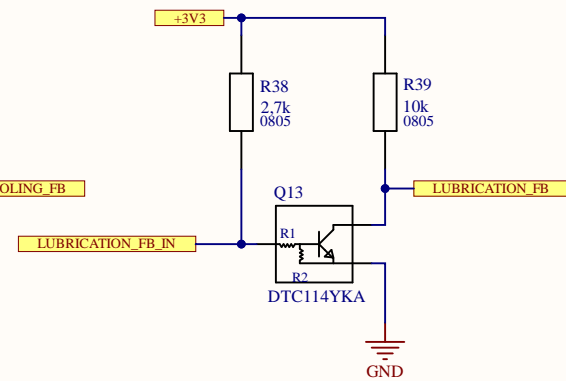 +3V3
R38
2,7k
0805
R39
10k
0805
OLING_FB
Q13
LUBRICATION_FB
R1
LUBRICATION_FB_IN
R2
DTC114YKA
GND